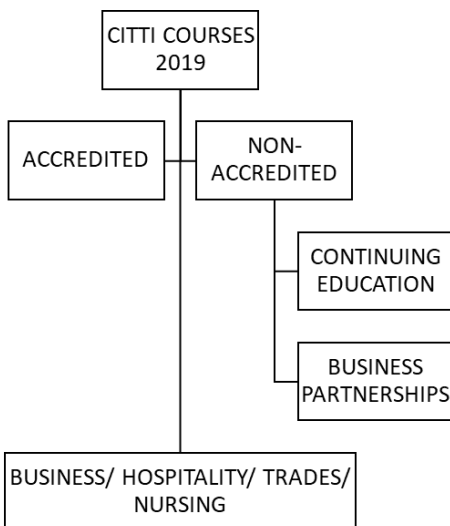 CITTI COURSES
2019
ACCREDITED
NON-
ACCREDITED
CONTINUING
EDUCATION
BUSINESS
PARTNERSHIPS
BUSINESS/ HOSPITALITY/ TRADES/
NURSING